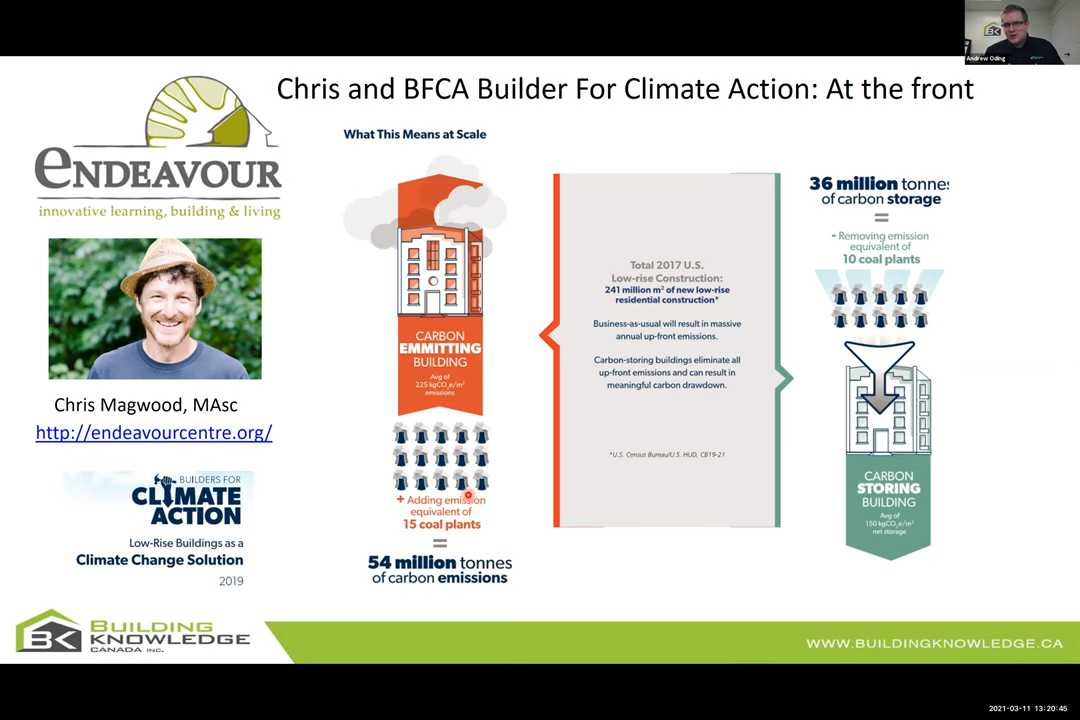 Andrew Oding
Chris and BFCA Builder For Climate Action: At the front
ENDEAVOUR
innovative learning, building & living
Chris Magwood, MAsc
http://endeavourcentre.org/
BUILDERS FOR
CLIMATE
ACTION
Low-Rise Buildings as a
Climate Change Solution
2019
What This Means at Scale
CARBON
EMMITTING
BUILDING
Avg of
225 kgCO₂e/m²
emissions
+ Adding emission
equivalent of
15 coal plants
=
54 million tonnes
of carbon emissions
Total 2017 U.S.
Low-rise Construction:
241 million m² of new low-rise
residential construction*
Business-as-usual will result in massive
annual up-front emissions.
Carbon-storing buildings eliminate all
up-front emissions and can result in
meaningful carbon drawdown.
*U.S. Census Bureau/U.S. HUD, CB19-21
36 million tonnes
of carbon storage
=
- Removing emission
equivalent of
10 coal plants
CARBON
STORING
BUILDING
Avg of
150 kgCO₂e/m²
net storage
BK
BUILDING
KNOWLEDGE
CANADA INC.
WWW.BUILDINGKNOWLEDGE.CA
2021-03-11 13:20:45